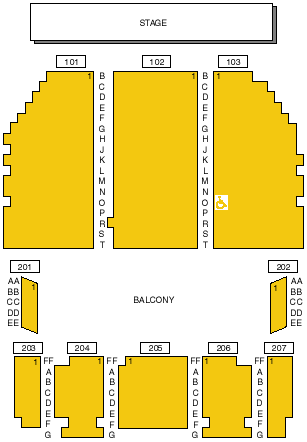 STAGE
101 102 103
1 B 1 B 1
C C
D D
E E
F F
G G
H H
J J
K K
L L
M M
N N
O O
P P
R R
S S
T T
201 202
AA 1 1 AA
BB BB
CC CC
DD DD
EE EE
BALCONY
203 204 205 206 207
1 FF 1 FF 1 FF 1 FF 1
A A A A
B B B B
C C C C
D D D D
E E E E
F F F F
G G G G